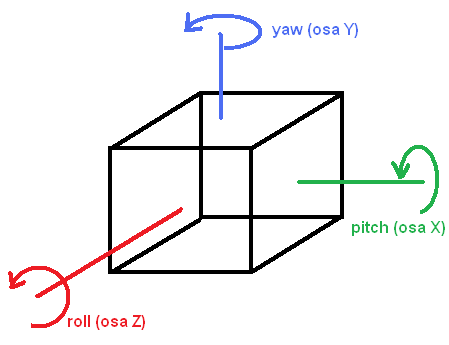 yaw (osa Y)
pitch (osa X)
roll (osa Z)